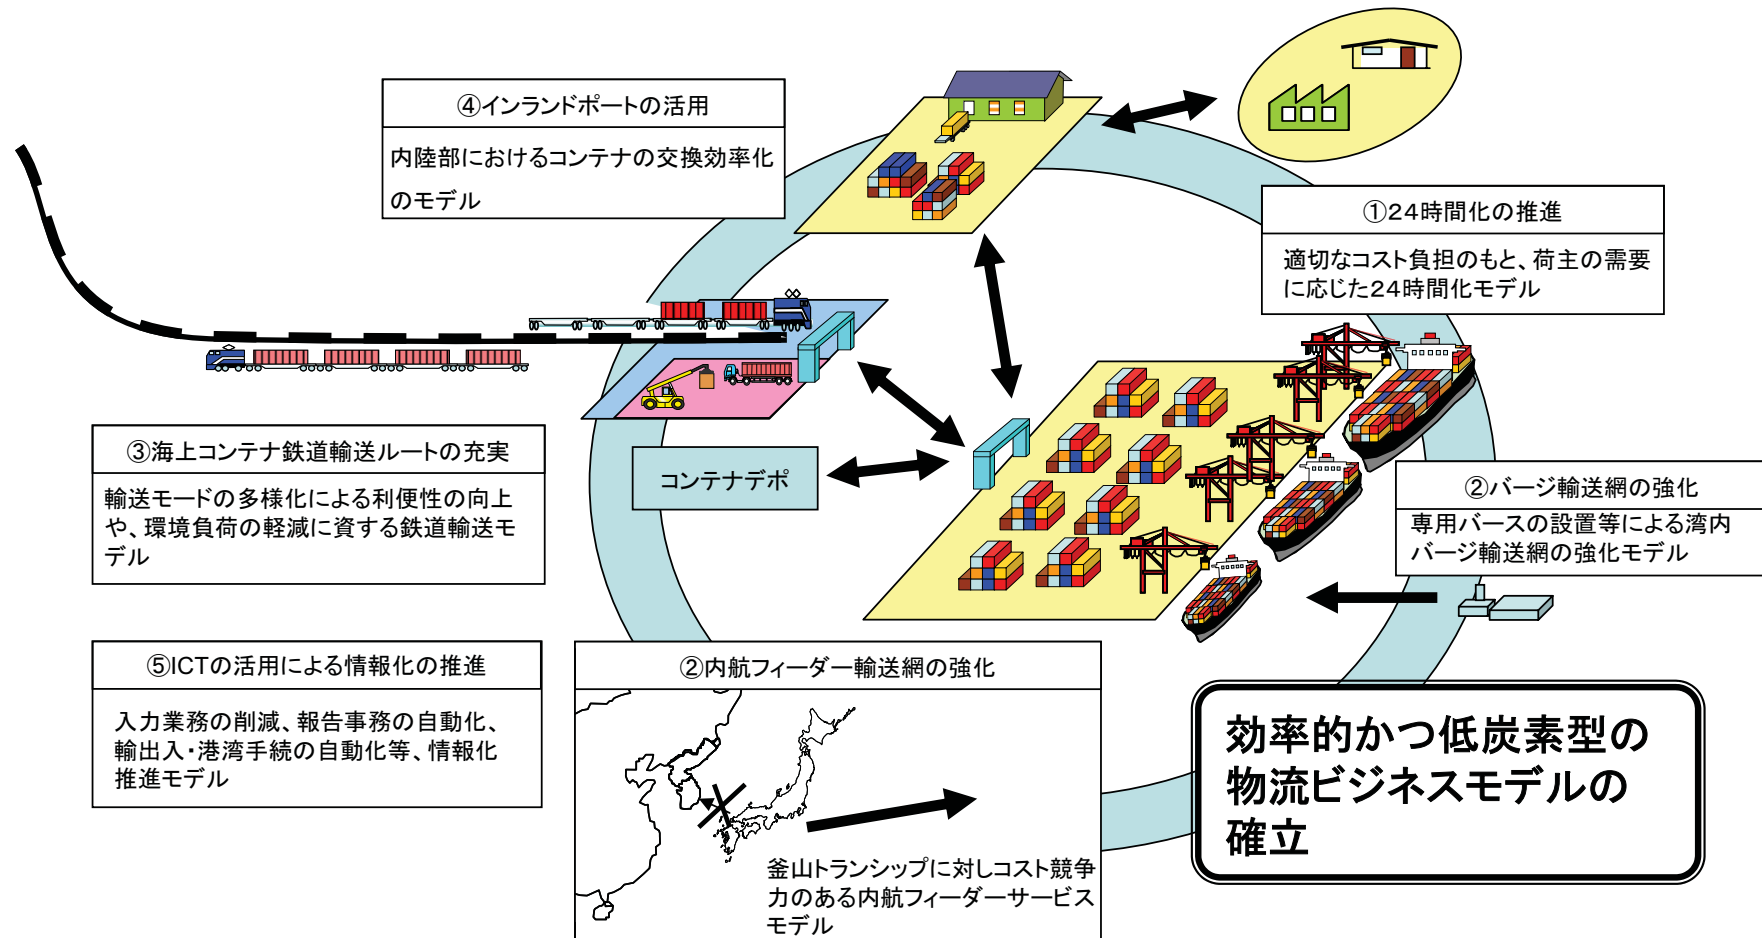 ④インランドポートの活用
内陸部におけるコンテナの交換効率化
のモデル
①24時間化の推進
適切なコスト負担のもと、荷主の需要
に応じた24時間化モデル
③海上コンテナ鉄道輸送ルートの充実
輸送モードの多様化による利便性の向上
や、環境負荷の軽減に資する鉄道輸送モ
デル
コンテナデポ
②バージ輸送網の強化
専用バースの設置等による湾内
バージ輸送網の強化モデル
⑤ICTの活用による情報化の推進
入力業務の削減、報告事務の自動化、
輸出入・港湾手続の自動化等、情報化
推進モデル
②内航フィーダー輸送網の強化
釜山トランシップに対しコスト競争
力のある内航フィーダーサービス
モデル
効率的かつ低炭素型の
物流ビジネスモデルの
確立